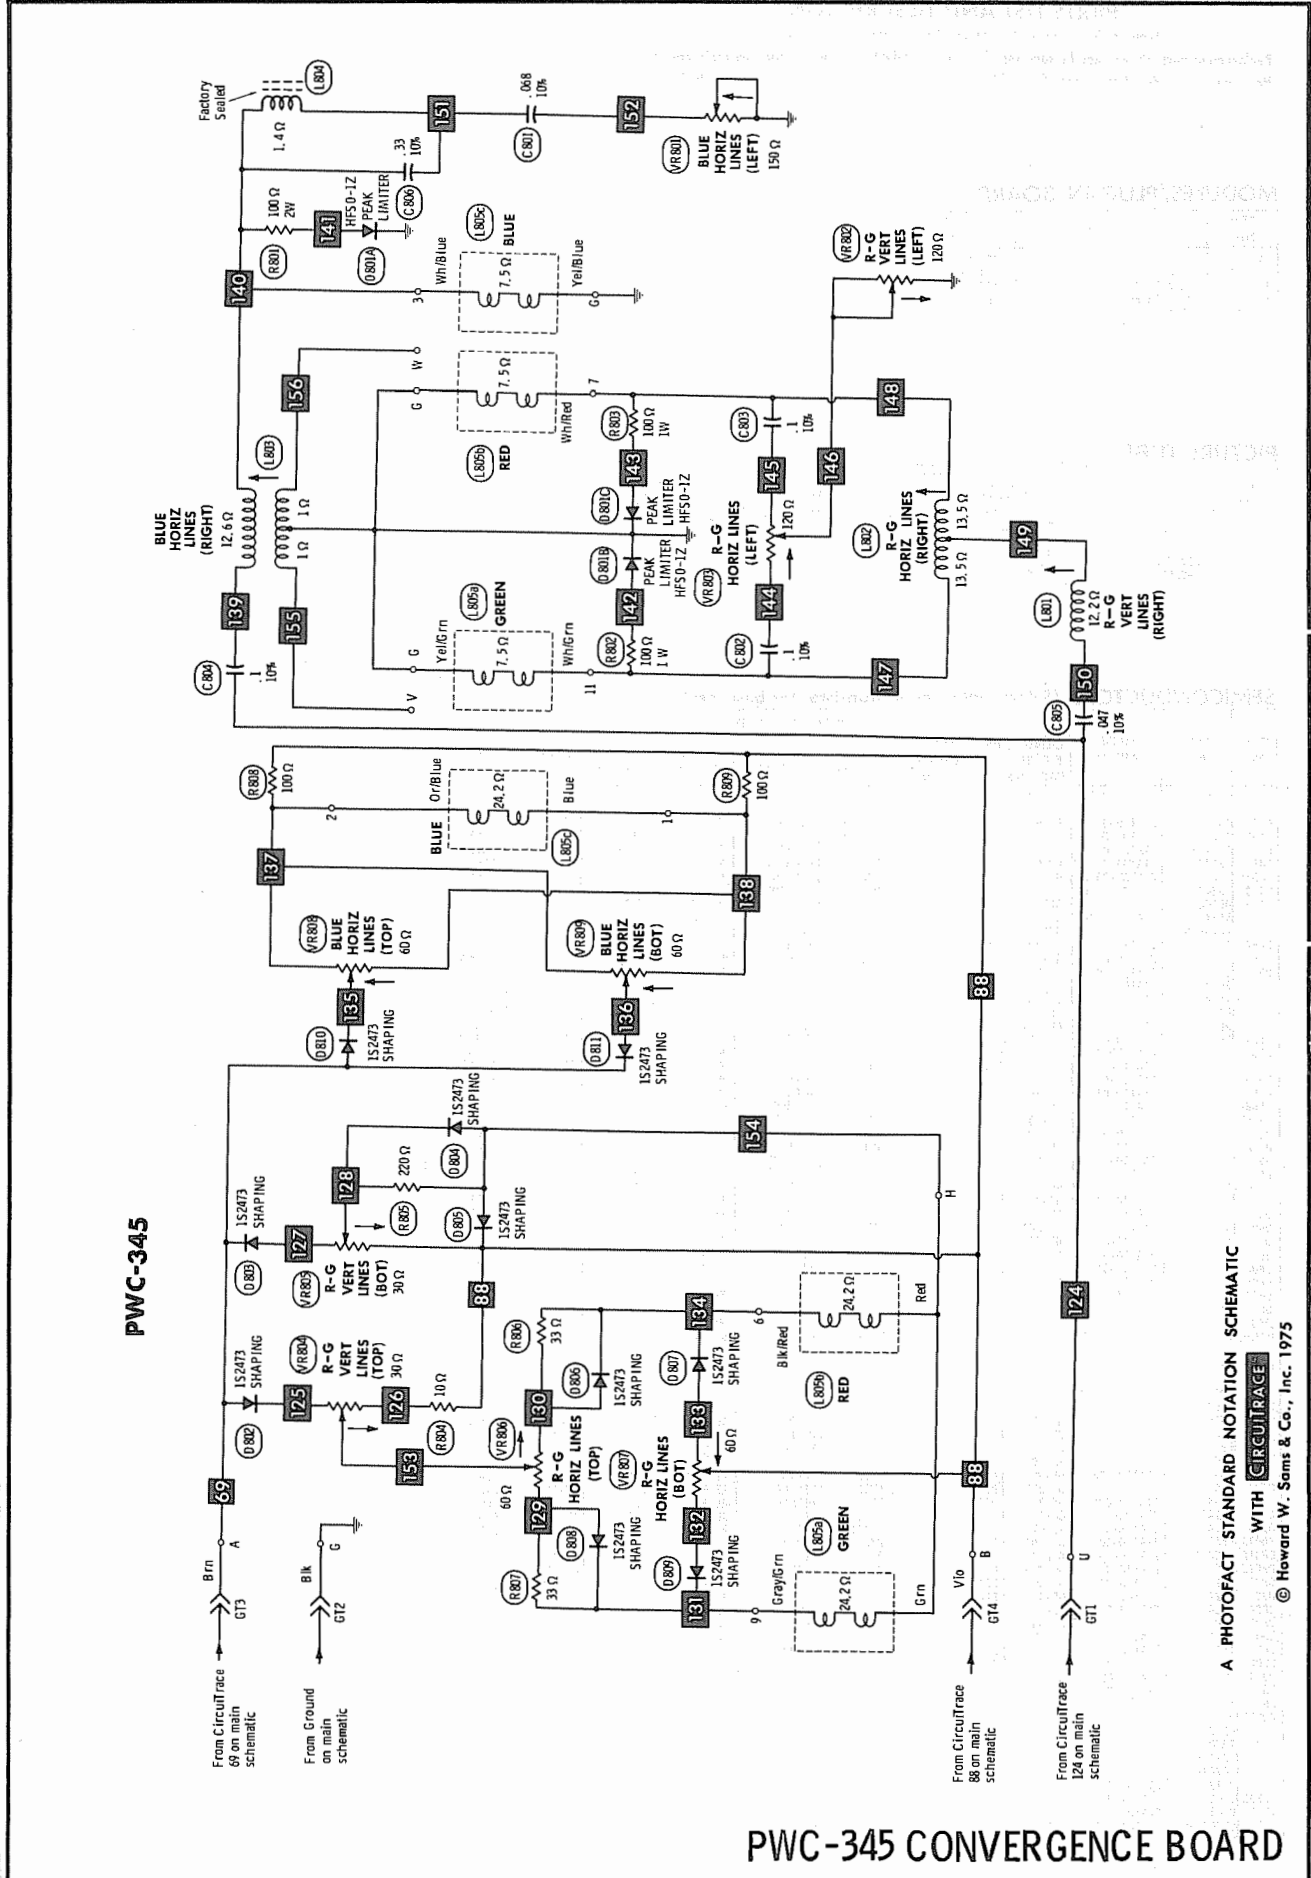 PWC-345
From CircuiTrace
69 on main
schematic
Brn
GT3
A
69
From Ground
on main
schematic
Blk
GT2
G
D802
1S2473
SHAPING
125
VR804
R-G
VERT
LINES
(TOP)
30 Ω
126
10 Ω
R804
153
D803
1S2473
SHAPING
127
VR805
R-G
VERT
LINES
(BOT)
30 Ω
128
R805
220 Ω
D804
1S2473
SHAPING
D805
1S2473
SHAPING
88
154
H
R807
33 Ω
129
60 Ω
VR806
R-G
HORIZ LINES
(TOP)
130
R806
33 Ω
D808
1S2473
SHAPING
D806
1S2473
SHAPING
131
D809
1S2473
SHAPING
132
VR807
R-G
HORIZ LINES
(BOT)
60 Ω
133
D807
1S2473
SHAPING
134
9
Gray/Grn
24.2 Ω
L805a
GREEN
Grn
6
Blk/Red
24.2 Ω
L805b
RED
Red
From CircuiTrace
88 on main
schematic
Vio
GT4
B
88
88
From CircuiTrace
124 on main
schematic
GT1
U
124
D810
1S2473
SHAPING
135
VR808
BLUE
HORIZ
LINES
(TOP)
60 Ω
D811
1S2473
SHAPING
136
VR809
BLUE
HORIZ
LINES
(BOT)
60 Ω
137
138
R808
100 Ω
2
Or/Blue
BLUE
24.2 Ω
L805c
Blue
1
R809
100 Ω
C804
.1
10%
139
BLUE
HORIZ
LINES
(RIGHT)
12.6 Ω
L803
1 Ω
1 Ω
155
156
V
W
140
R801
100 Ω
2W
141
HFSD-1Z
PEAK
LIMITER
D801A
C806
.33
10%
Factory
Sealed
L804
1.4 Ω
151
C801
.068
10%
152
VR801
BLUE
HORIZ
LINES
(LEFT)
150 Ω
3
Wh/Blue
7.5 Ω
L805c
BLUE
Yel/Blue
G
G
Yel/Grn
L805a
GREEN
7.5 Ω
Wh/Grn
11
G
7.5 Ω
L805b
RED
Wh/Red
7
R802
100 Ω
1 W
142
D801B
PEAK
LIMITER
HFSD-1Z
D801C
PEAK
LIMITER
HFSD-1Z
143
R803
100 Ω
1W
C802
.1
10%
144
VR803
R-G
HORIZ LINES
(LEFT)
120 Ω
145
C803
.1
10%
146
VR802
R-G
VERT
LINES
(LEFT)
120 Ω
147
148
L802
R-G
HORIZ LINES
(RIGHT)
13.5 Ω
13.5 Ω
149
L801
12.2 Ω
R-G
VERT
LINES
(RIGHT)
150
C805
.047
10%
A PHOTOFACT STANDARD NOTATION SCHEMATIC
WITH CIRCUITRACE
© Howard W. Sams & Co., Inc. 1975
PWC-345 CONVERGENCE BOARD